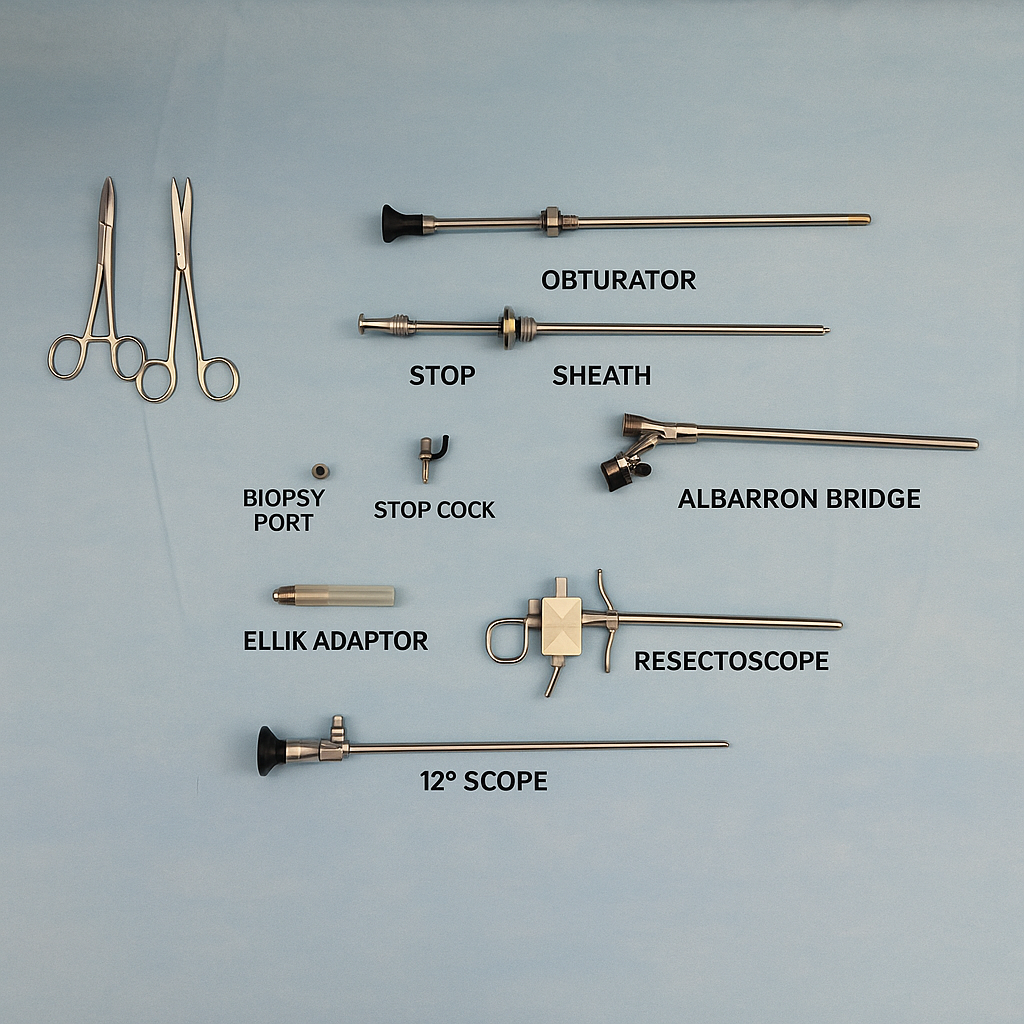 OBTURATOR
STOP
SHEATH
BIOPSY
PORT
STOP COCK
ALBARRON BRIDGE
ELLIK ADAPTOR
RESECTOSCOPE
12° SCOPE